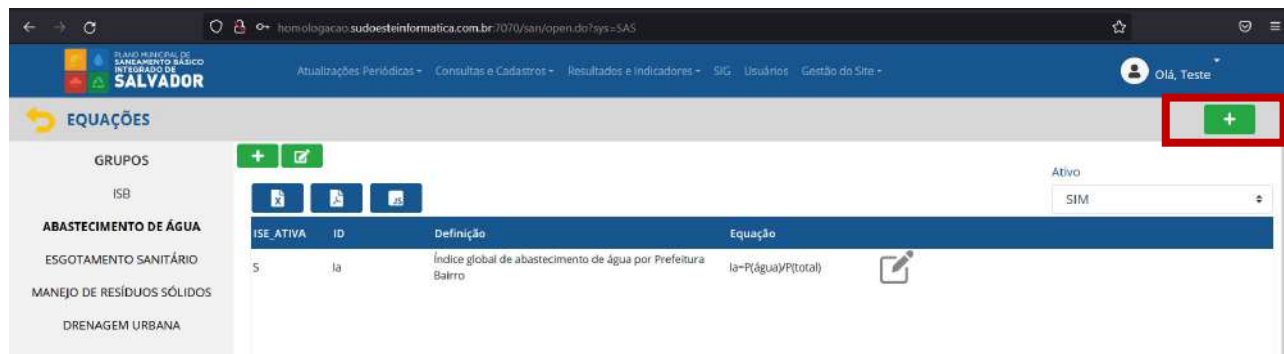 homologacao.sudoesteinformatica.com.br:7070/san/open.do?sys=SAS
PLANO MUNICIPAL DE
SANEAMENTO BÁSICO
INTEGRADO DE
SALVADOR
Atualizações Periódicas Consultas e Cadastros Resultados e Indicadores SIG Usuários Gestão do Site
Olá, Teste
EQUAÇÕES
+
GRUPOS
ISB
ABASTECIMENTO DE ÁGUA
ESGOTAMENTO SANITÁRIO
MANEJO DE RESÍDUOS SÓLIDOS
DRENAGEM URBANA
+
Ativo
SIM
X
JS
ISE_ATIVA ID Definição Equação
S Ia Índice global de abastecimento de água por Prefeitura Bairro Ia=P(água)/P(total)